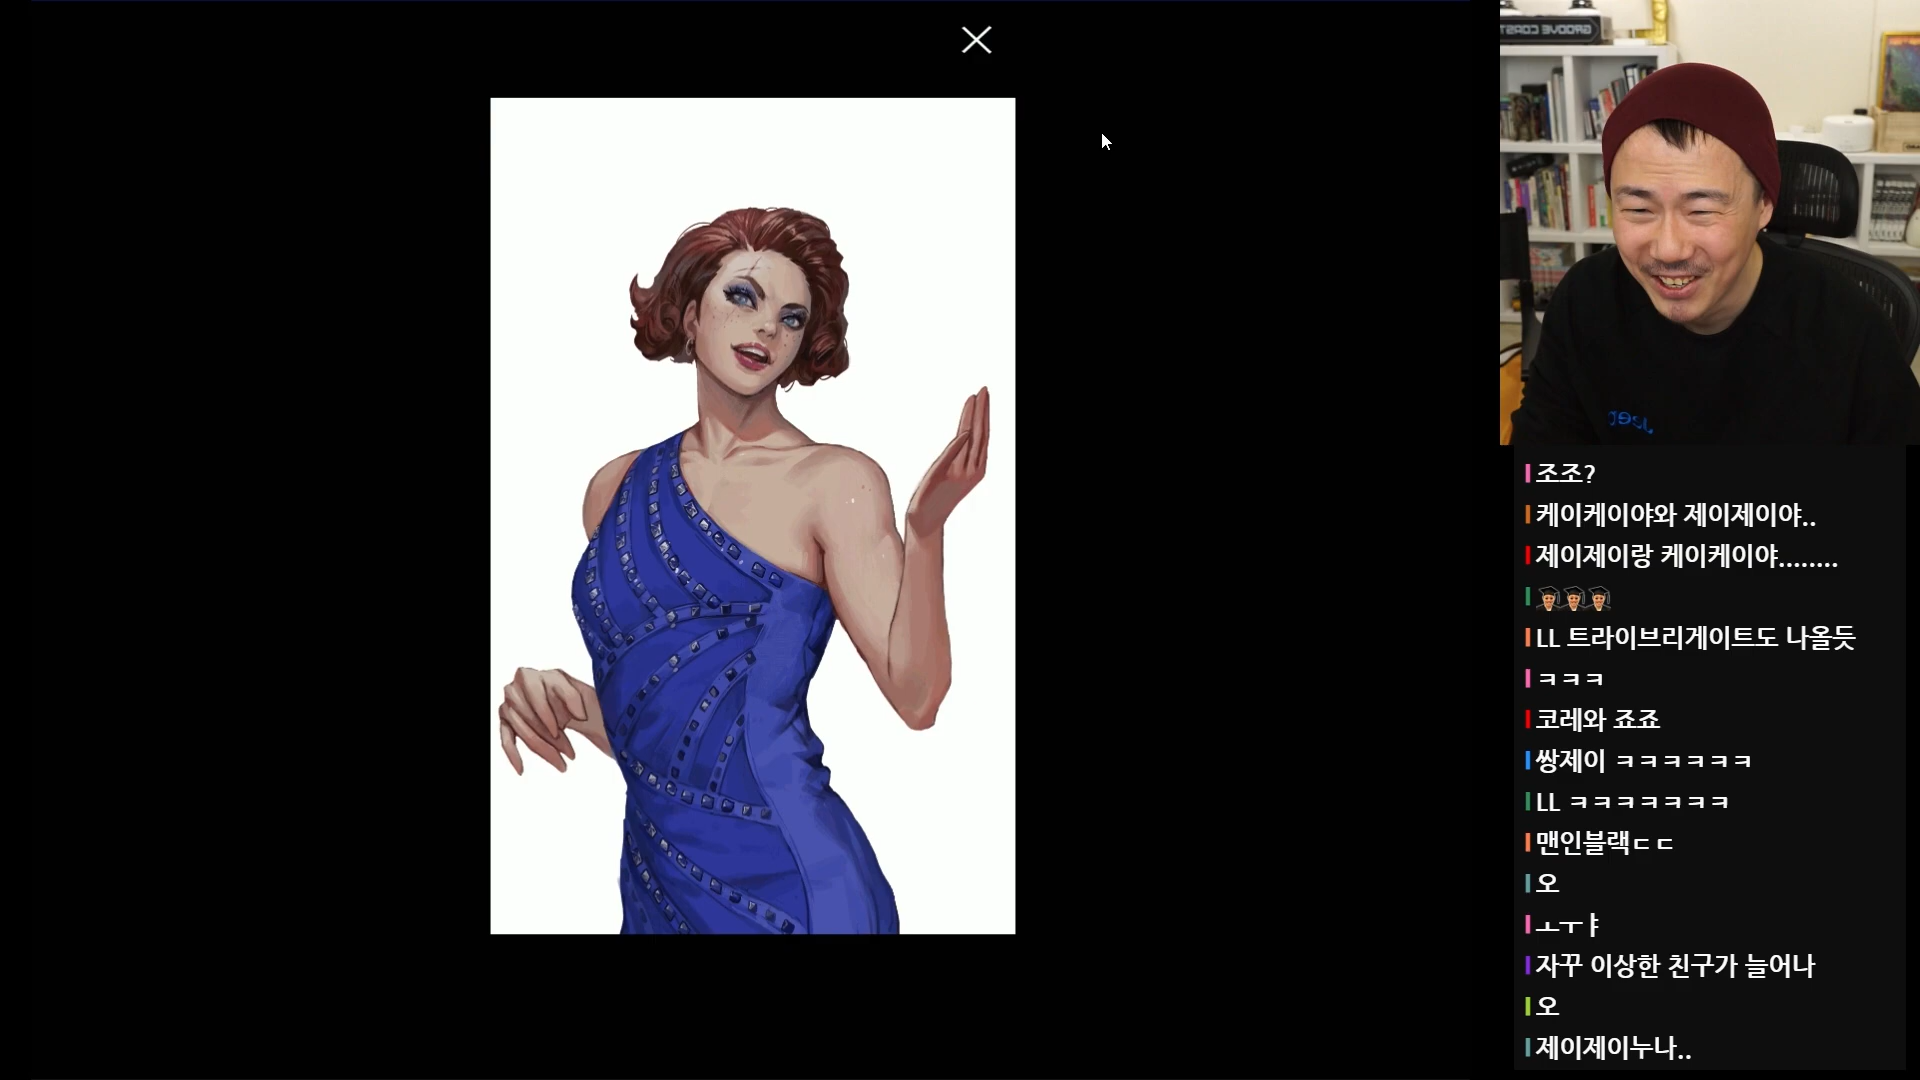 GROOVE COAST
조조?
케이케이야와 제이제이야..
제이제이랑 케이케이야........
LL 트라이브리게이트도 나올듯
ㅋㅋㅋ
코레와 죠죠
쌍제이 ㅋㅋㅋㅋㅋㅋ
LL ㅋㅋㅋㅋㅋㅋㅋ
맨인블랙ㄷㄷ
오
ㅗㅜㅑ
자꾸 이상한 친구가 늘어나
오
제이제이누나..